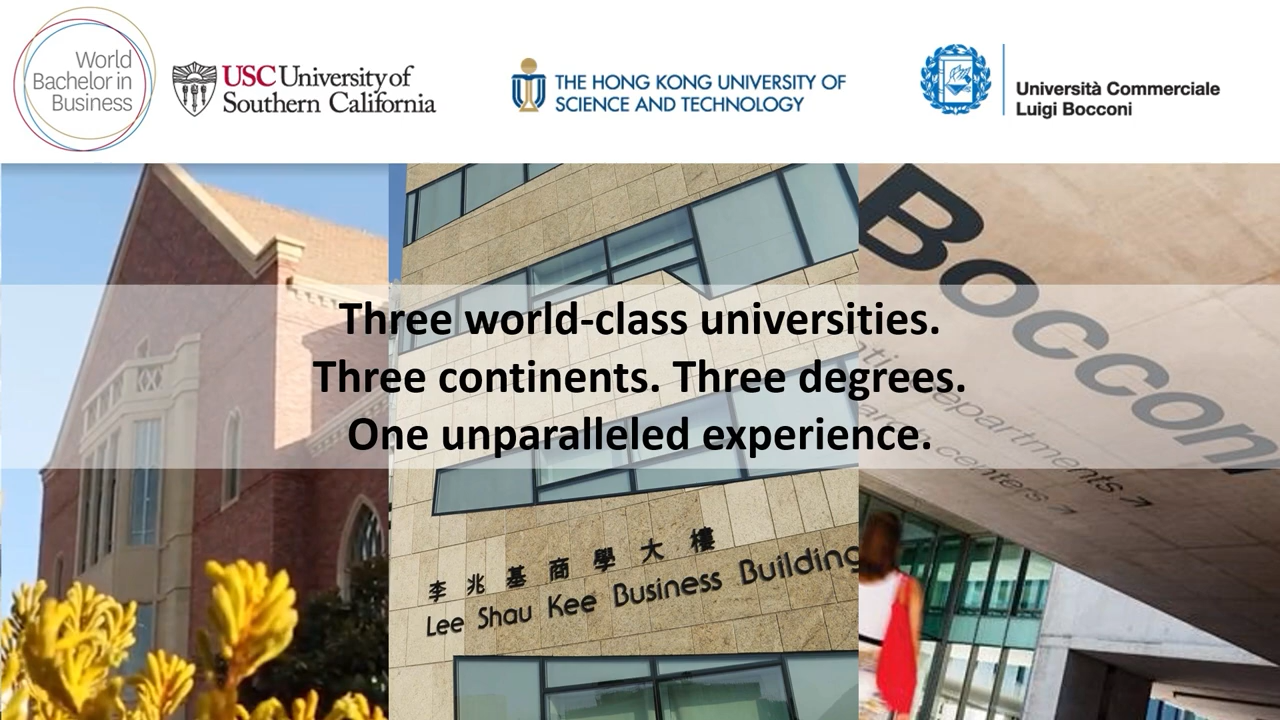 World
Bachelor in
Business
USC University of
Southern California
THE HONG KONG UNIVERSITY OF
SCIENCE AND TECHNOLOGY
Università Commerciale
Luigi Bocconi
Bocconi
Three world-class universities.
Three continents. Three degrees.
One unparalleled experience.
departments
centers
李兆基商學大樓
Lee Shau Kee Business Building